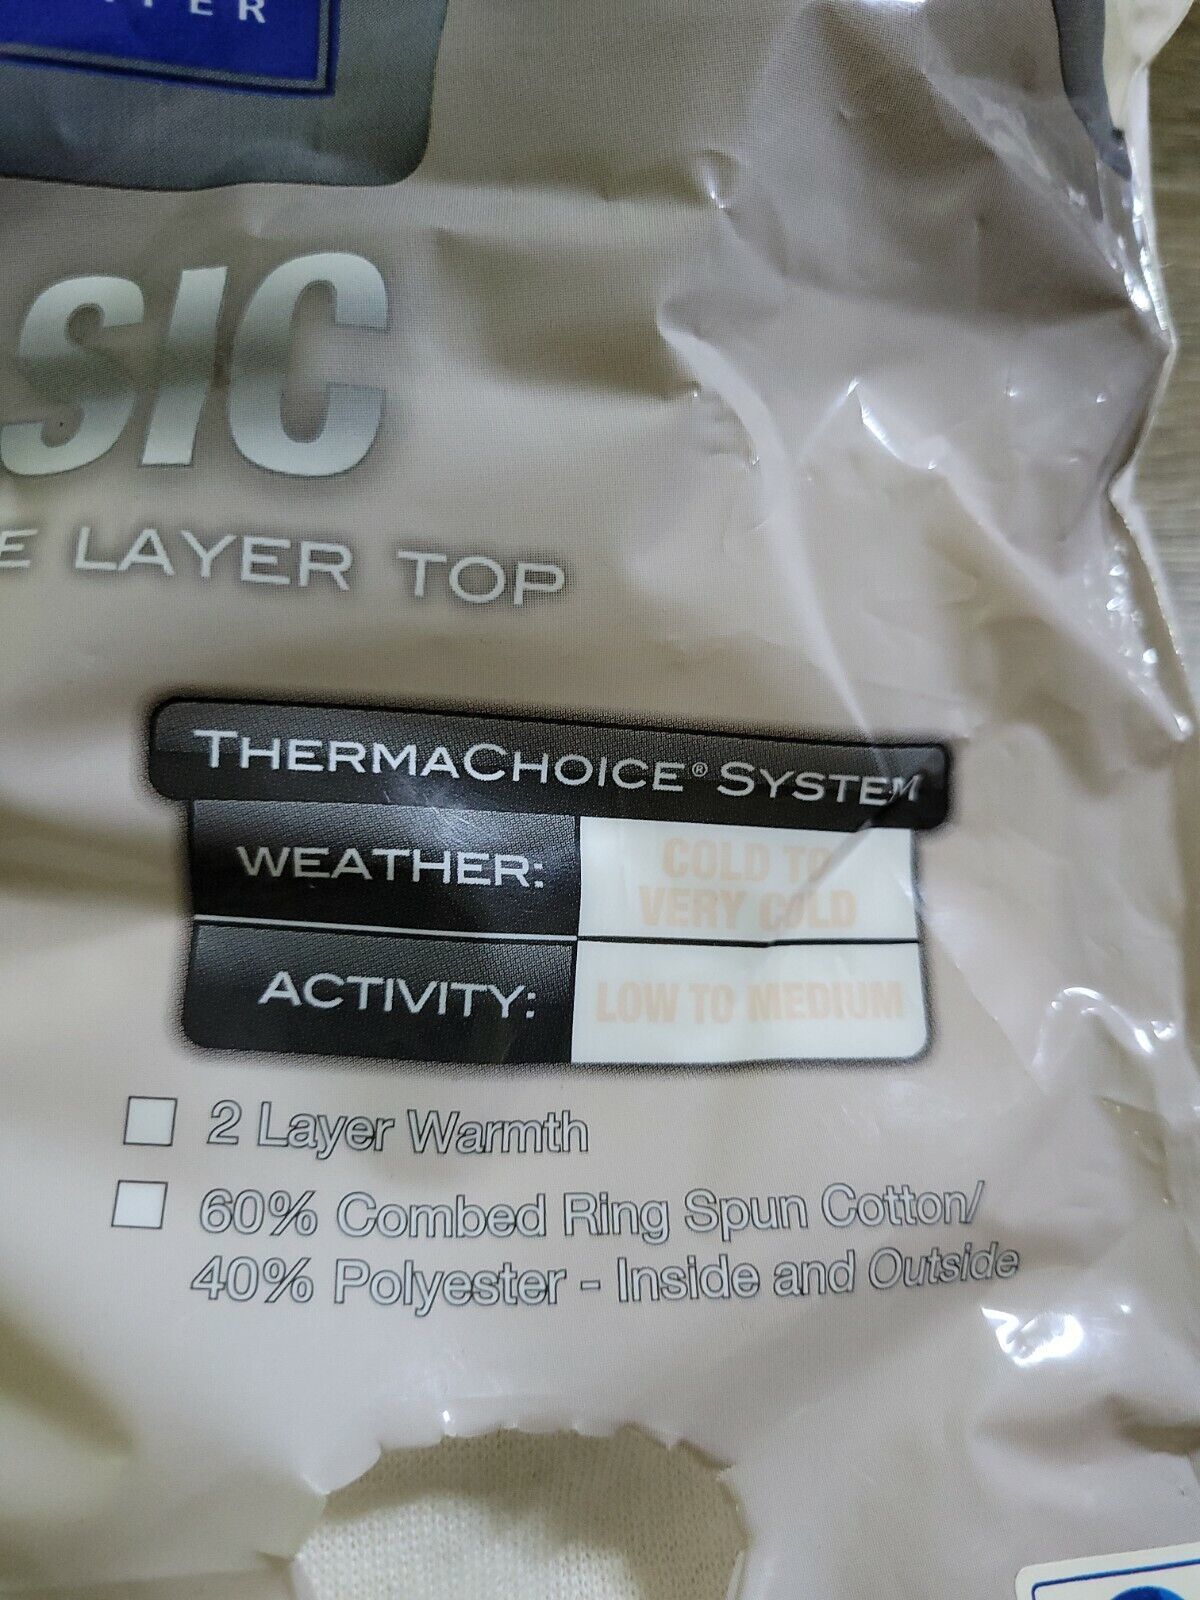 SIC
E LAYER TOP
THERMACHOICE® SYSTEM
WEATHER:
COLD TO
VERY COLD
ACTIVITY:
LOW TO MEDIUM
2 Layer Warmth
60% Combed Ring Spun Cotton/
40% Polyester - Inside and Outside